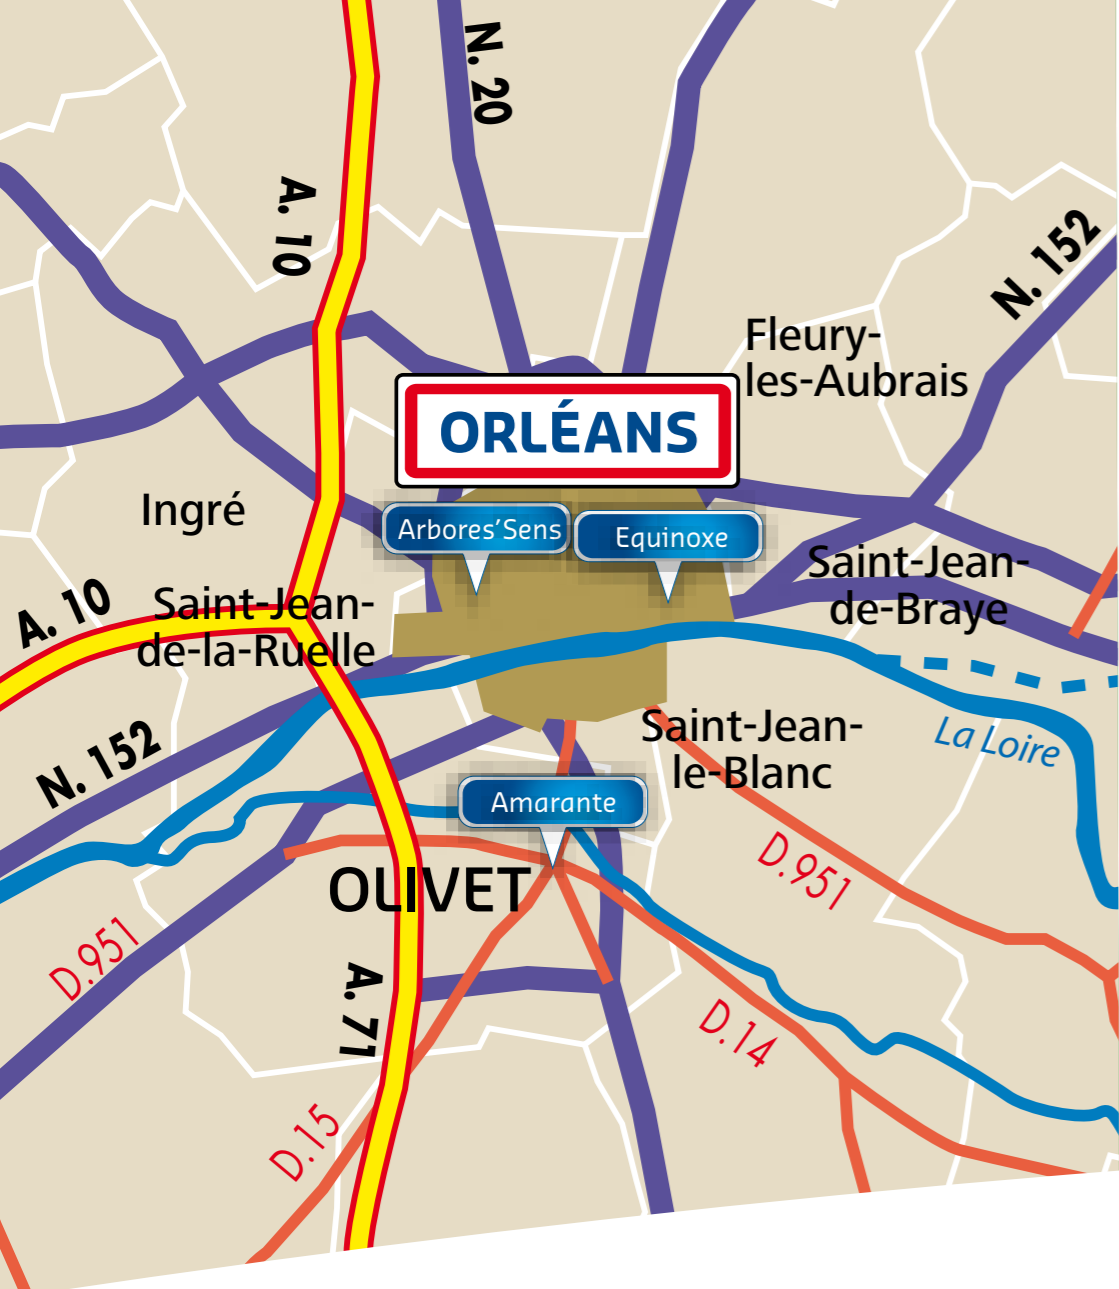 N. 20
A. 10
N. 152
Fleury-
les-Aubrais
ORLÉANS
Ingré
Arbores’Sens
Equinoxe
Saint-Jean-
de-Braye
A. 10
Saint-Jean-
de-la-Ruelle
N. 152
Saint-Jean-
le-Blanc
La Loire
Amarante
D.951
OLIVET
D.951
A. 71
D.14
D.15